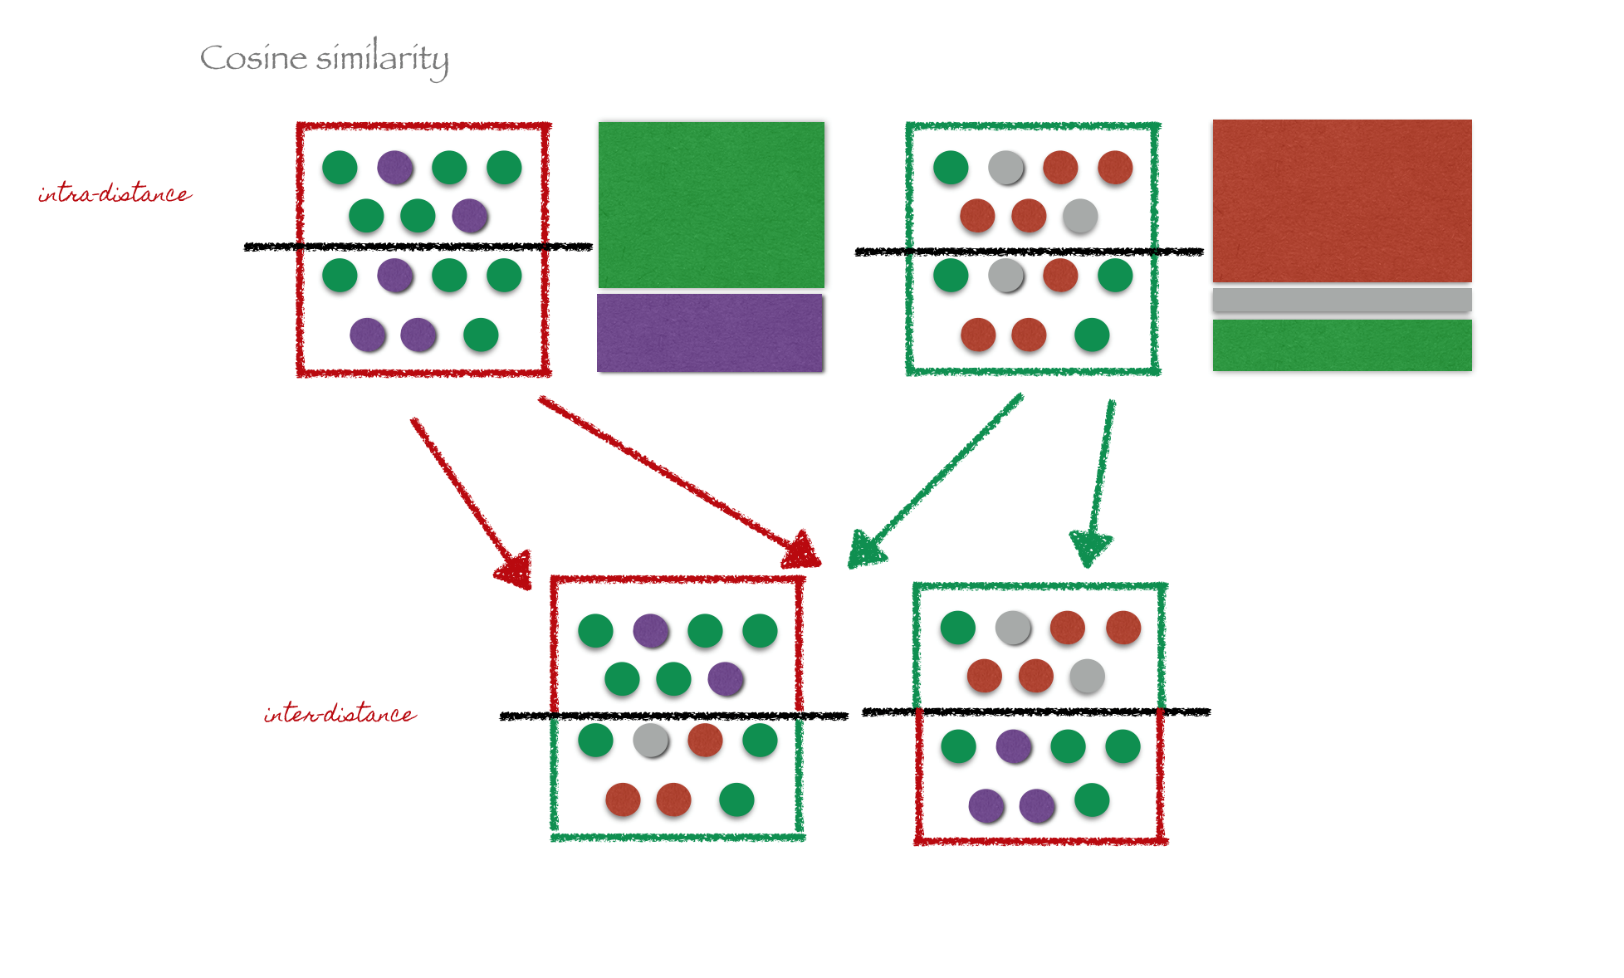 Cosine similarity
intra-distance
inter-distance